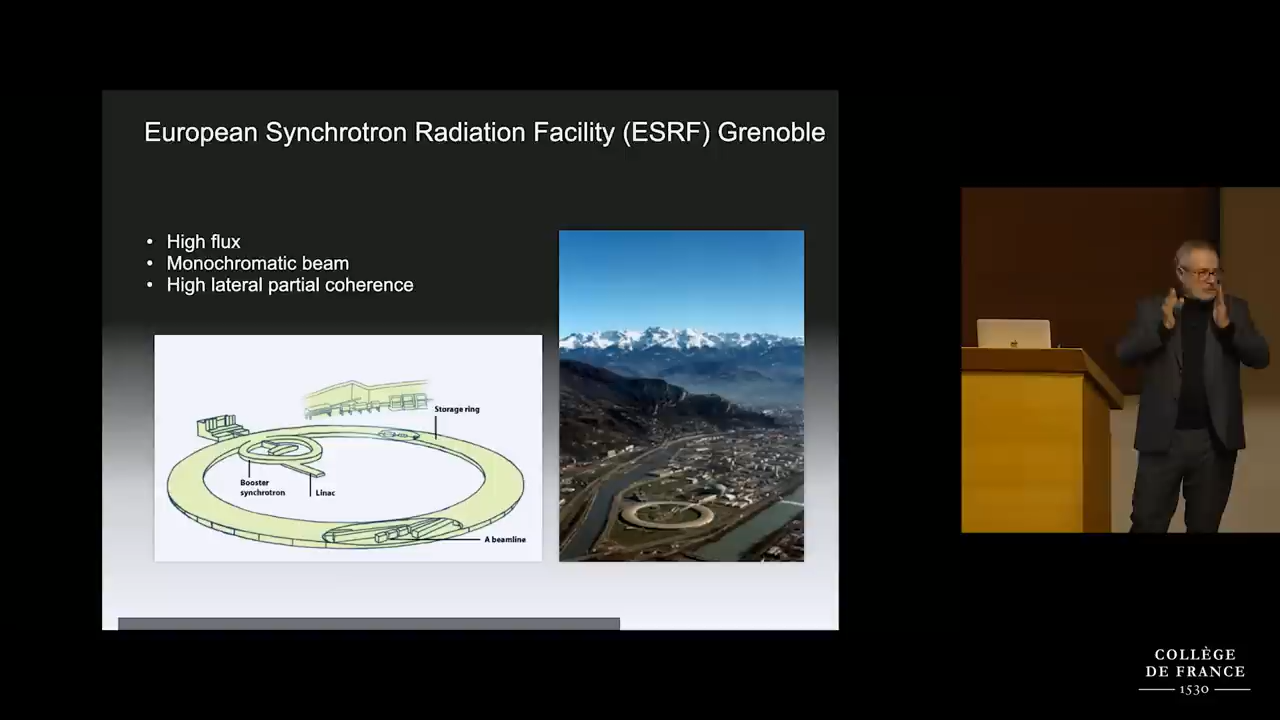 European Synchrotron Radiation Facility (ESRF) Grenoble
• High flux
• Monochromatic beam
• High lateral partial coherence
Storage ring
Booster
synchrotron
Linac
A beamline
COLLÈGE
DE FRANCE
1530